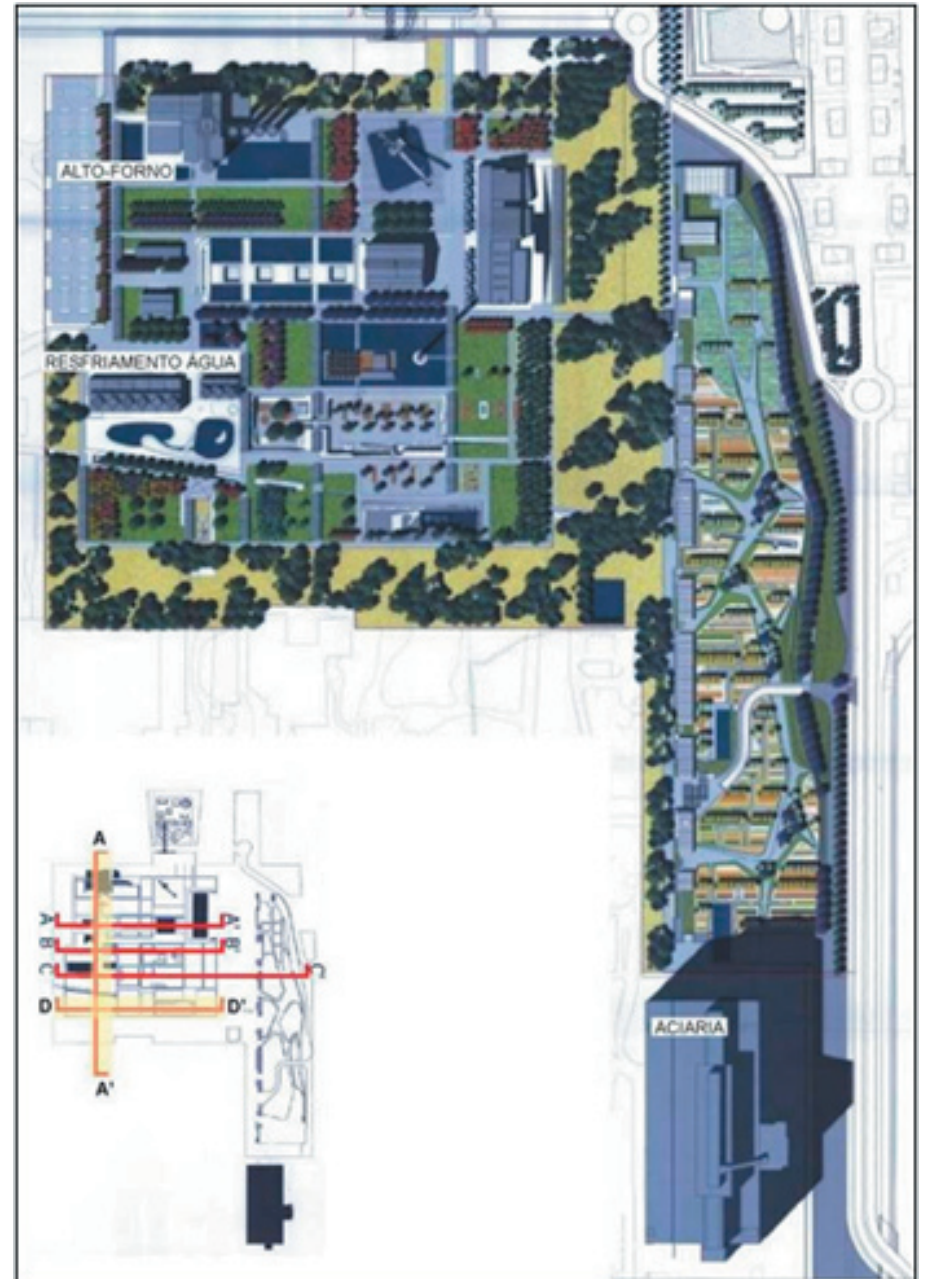 ALTO-FORNO
RESFRIAMENTO ÁGUA
ACIARIA
A
A A'
B B'
C C'
D D'
A'